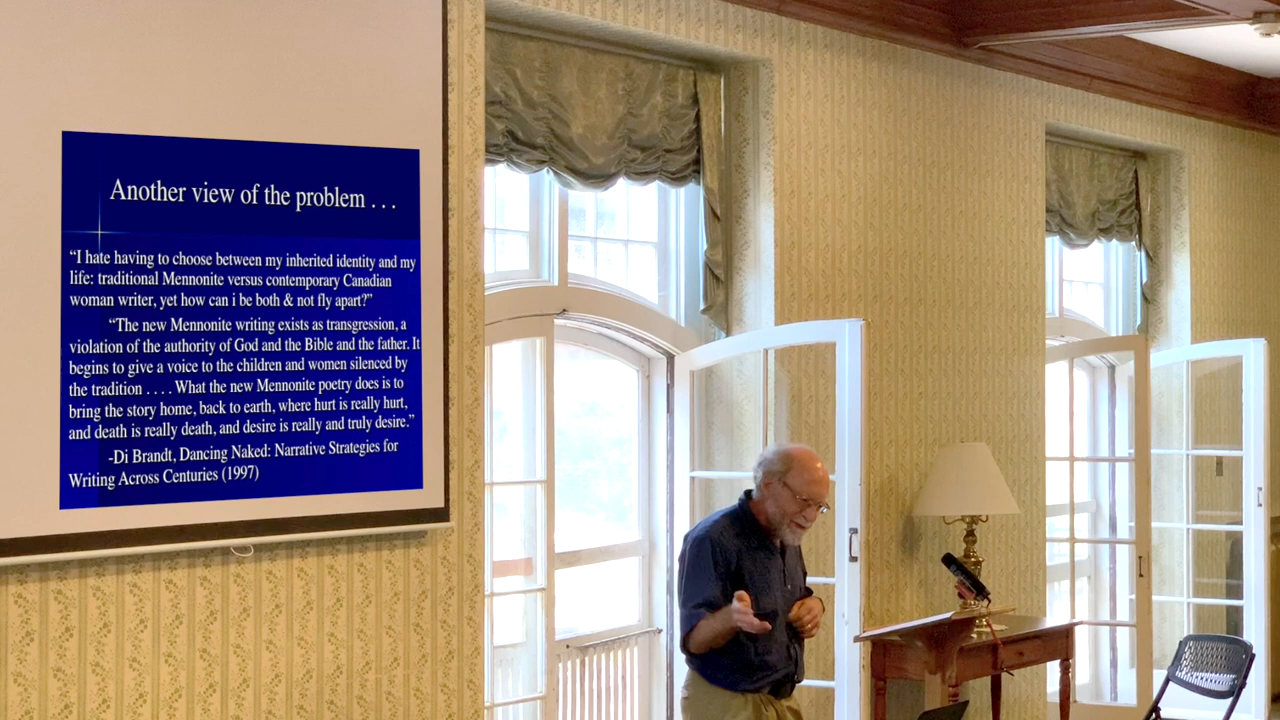 Another view of the problem . . .
“I hate having to choose between my inherited identity and my
life: traditional Mennonite versus contemporary Canadian
woman writer, yet how can i be both & not fly apart?”
“The new Mennonite writing exists as transgression, a
violation of the authority of God and the Bible and the father. It
begins to give a voice to the children and women silenced by
the tradition . . . . What the new Mennonite poetry does is to
bring the story home, back to earth, where hurt is really hurt,
and death is really death, and desire is really and truly desire.”
-Di Brandt, Dancing Naked: Narrative Strategies for
Writing Across Centuries (1997)